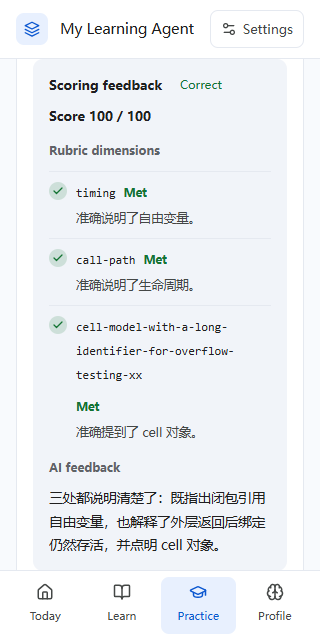 My Learning Agent
Settings
Scoring feedback Correct
Score 100 / 100
Rubric dimensions
timing Met
准确说明了自由变量。
call-path Met
准确说明了生命周期。
cell-model-with-a-long-
identifier-for-overflow-
testing-xx
Met
准确提到了 cell 对象。
AI feedback
三处都说明清楚了：既指出闭包引用
自由变量，也解释了外层返回后绑定
仍然存活，并点明 cell 对象。
Today
Learn
Practice
Profile